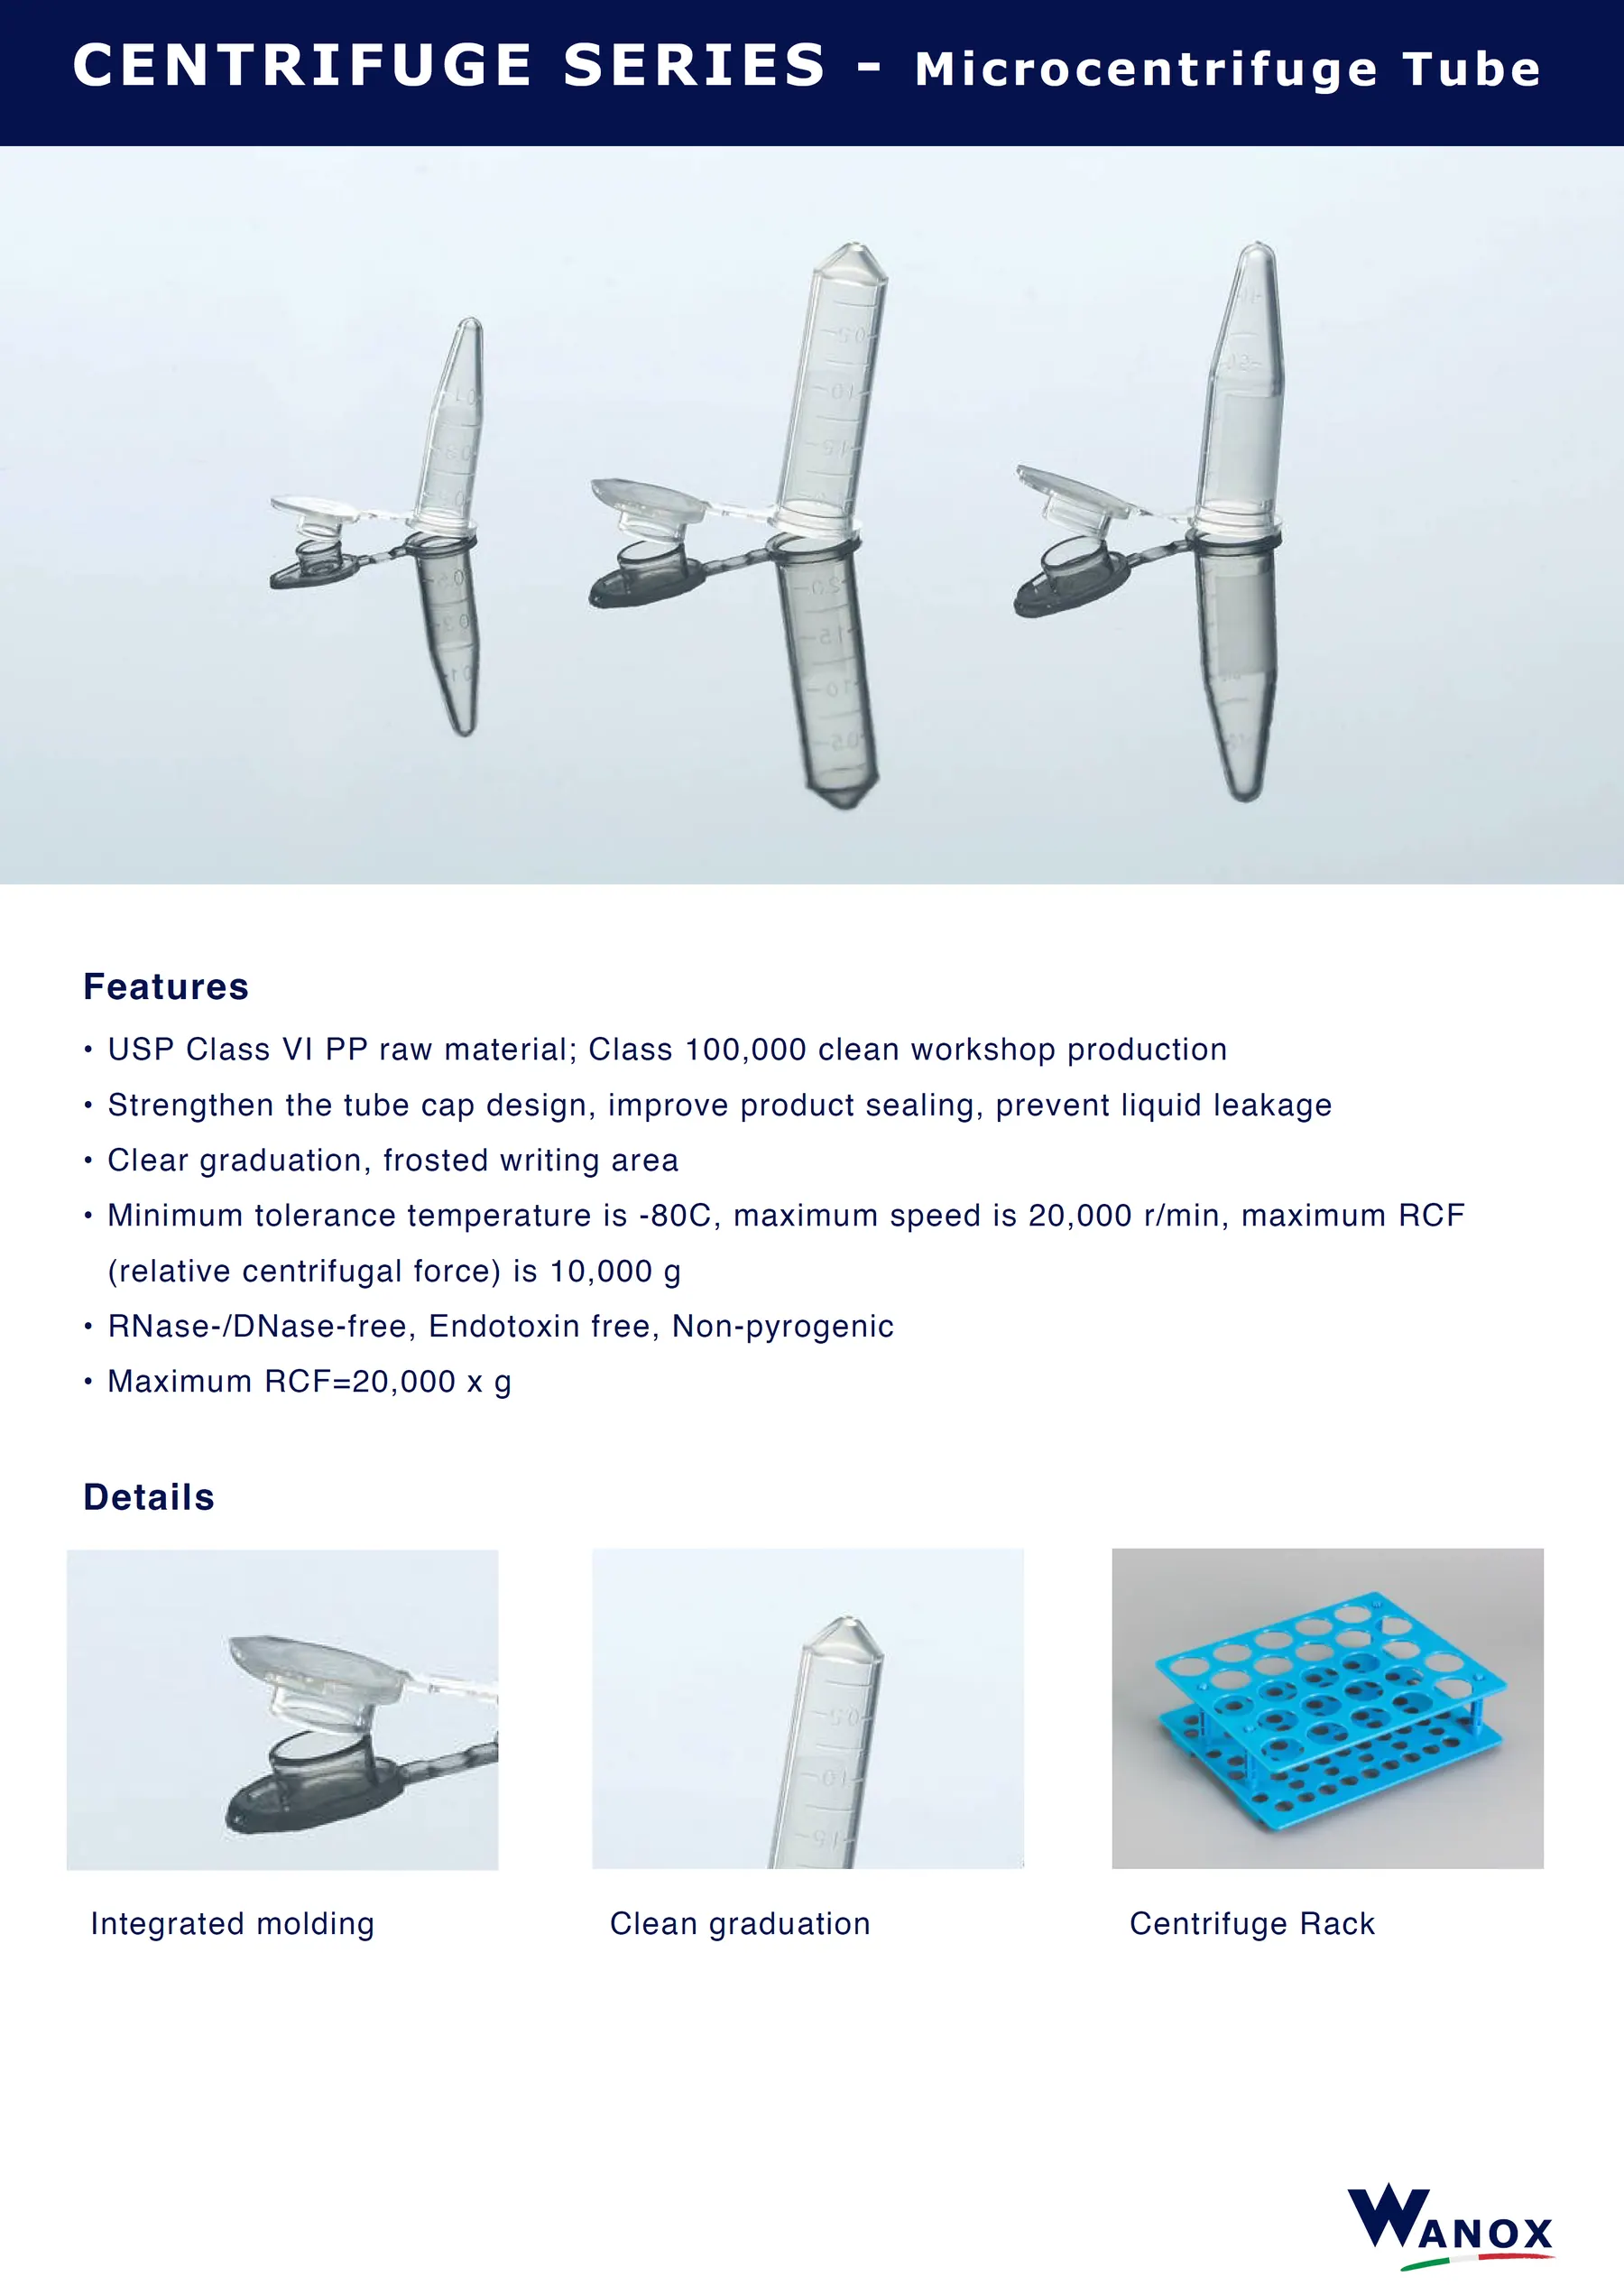 CENTRIFUGE SERIES - Microcentrifuge Tube
Features
• USP Class VI PP raw material; Class 100,000 clean workshop production
• Strengthen the tube cap design, improve product sealing, prevent liquid leakage
• Clear graduation, frosted writing area
• Minimum tolerance temperature is -80C, maximum speed is 20,000 r/min, maximum RCF
(relative centrifugal force) is 10,000 g
• RNase-/DNase-free, Endotoxin free, Non-pyrogenic
• Maximum RCF=20,000 x g
Details
Integrated molding
Clean graduation
Centrifuge Rack
WANOX